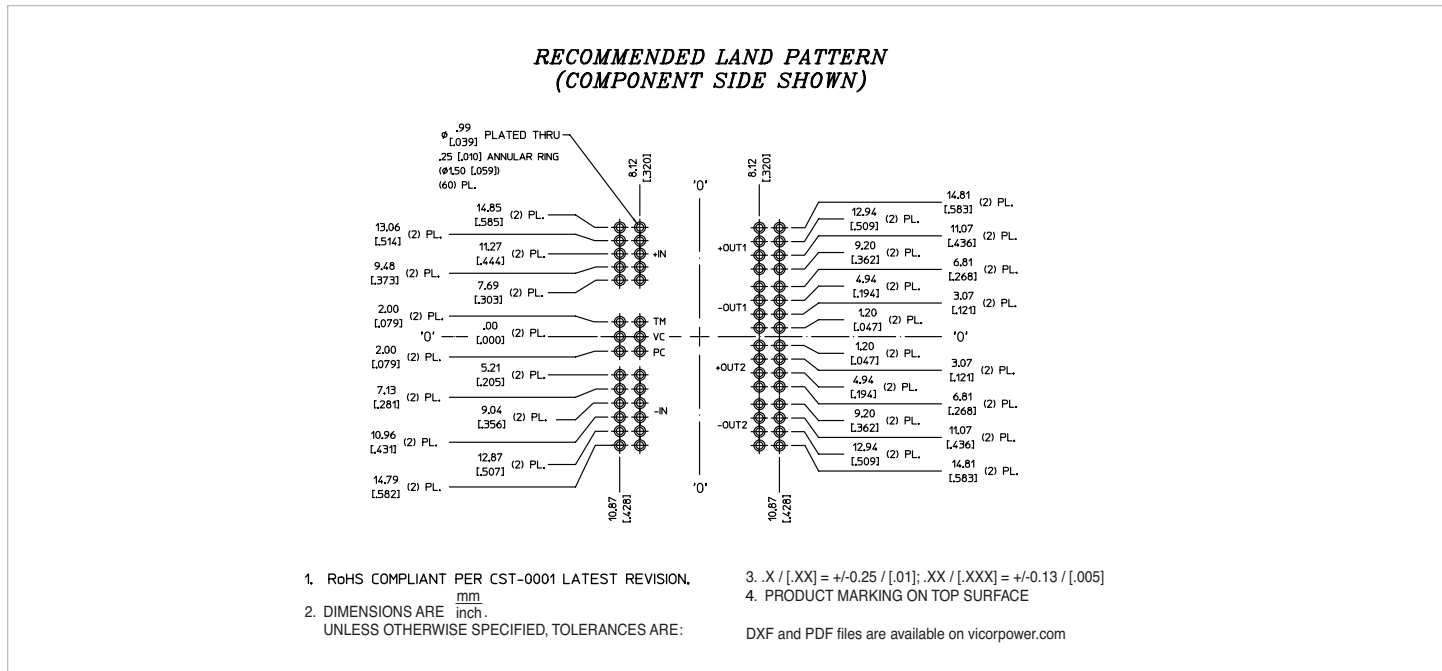 RECOMMENDED LAND PATTERN
(COMPONENT SIDE SHOWN)
ø .99 [.039] PLATED THRU
.25 [.010] ANNULAR RING
(ø1.50 [.059])
(60) PL.
8.12
[.320]
8.12
[.320]
'0'
14.85
[.585] (2) PL.
13.06
[.514] (2) PL.
11.27
[.444] (2) PL.
9.48
[.373] (2) PL.
7.69
[.303] (2) PL.
2.00
[.079] (2) PL.
'0'
.00
[.000] (2) PL.
2.00
[.079] (2) PL.
5.21
[.205] (2) PL.
7.13
[.281] (2) PL.
9.04
[.356] (2) PL.
10.96
[.431] (2) PL.
12.87
[.507] (2) PL.
14.79
[.582] (2) PL.
+IN
TM
VC
PC
-IN
10.87
[.428]
'0'
+OUT1
-OUT1
+OUT2
-OUT2
14.81
[.583] (2) PL.
12.94
[.509] (2) PL.
11.07
[.436] (2) PL.
9.20
[.362] (2) PL.
6.81
[.268] (2) PL.
4.94
[.194] (2) PL.
3.07
[.121] (2) PL.
1.20
[.047] (2) PL.
'0'
1.20
[.047] (2) PL.
3.07
[.121] (2) PL.
4.94
[.194] (2) PL.
6.81
[.268] (2) PL.
9.20
[.362] (2) PL.
11.07
[.436] (2) PL.
12.94
[.509] (2) PL.
14.81
[.583] (2) PL.
10.87
[.428]
1. RoHS COMPLIANT PER CST-0001 LATEST REVISION.
2. DIMENSIONS ARE mm
inch.
UNLESS OTHERWISE SPECIFIED, TOLERANCES ARE:
3. .X / [.XX] = +/-0.25 / [.01]; .XX / [.XXX] = +/-0.13 / [.005]
4. PRODUCT MARKING ON TOP SURFACE
DXF and PDF files are available on vicorpower.com